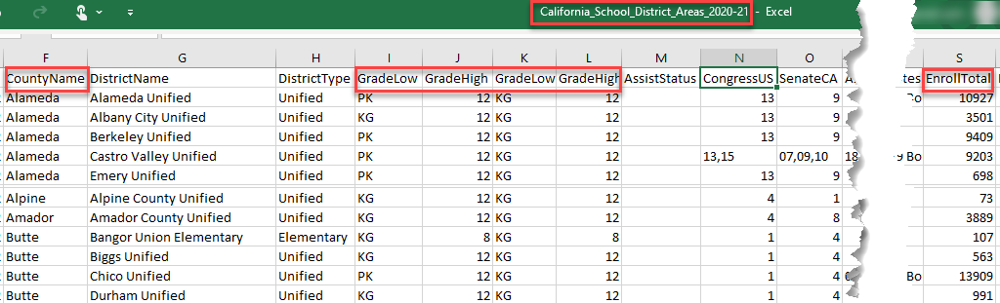 California_School_District_Areas_2020-21 - Excel
F G H I J K L M N O S
CountyName DistrictName DistrictType GradeLow GradeHigh GradeLow GradeHigh AssistStatus CongressUS SenateCA tes EnrollTotal
Alameda Alameda Unified Unified PK 12 KG 12 13 9 Bo 10927
Alameda Albany City Unified Unified KG 12 KG 12 13 9 3501
Alameda Berkeley Unified Unified PK 12 KG 12 13 9 9409
Alameda Castro Valley Unified Unified PK 12 KG 12 13,15 07,09,10 18 9 Bo 9203
Alameda Emery Unified Unified PK 12 KG 12 13 9 698
Alpine Alpine County Unified Unified KG 12 KG 12 4 1 73
Amador Amador County Unified Unified KG 12 KG 12 4 8 3889
Butte Bangor Union Elementary Elementary KG 8 KG 8 1 4 107
Butte Biggs Unified Unified KG 12 KG 12 1 4 563
Butte Chico Unified Unified PK 12 KG 12 1 4 Bo 13909
Butte Durham Unified Unified KG 12 KG 12 1 4 991